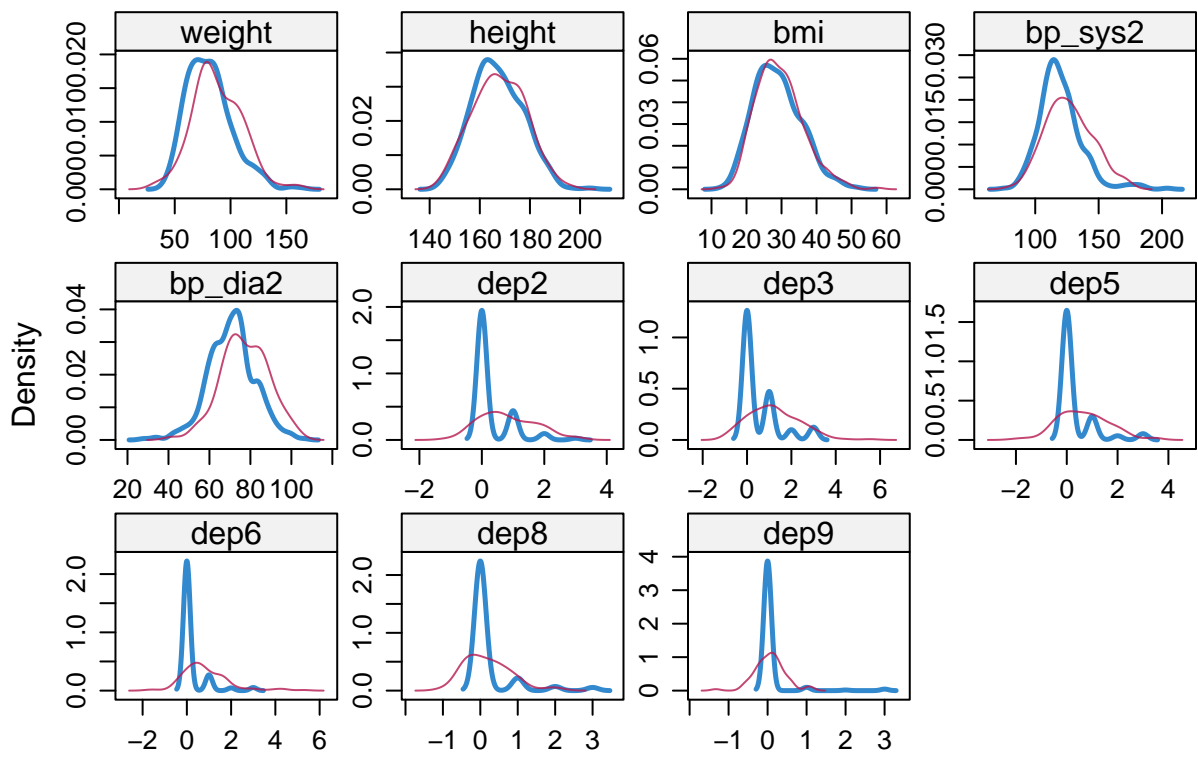 weight height bmi bp_sys2
0.000 0.010 0.020 0.00 0.02 0.00 0.03 0.06 0.000 0.015 0.030
50 100 150 140 160 180 200 10 20 30 40 50 60 100 150 200
bp_dia2 dep2 dep3 dep5
Density
0.00 0.02 0.04 0.0 1.0 2.0 0.0 0.5 1.0 0.0 0.5 1.0 1.5
20 40 60 80 100 −2 0 2 4 −2 0 2 4 6 −2 0 2 4
dep6 dep8 dep9
0.0 1.0 2.0 0.0 1.0 2.0 0 1 2 3 4
−2 0 2 4 6 −1 0 1 2 3 −1 0 1 2 3